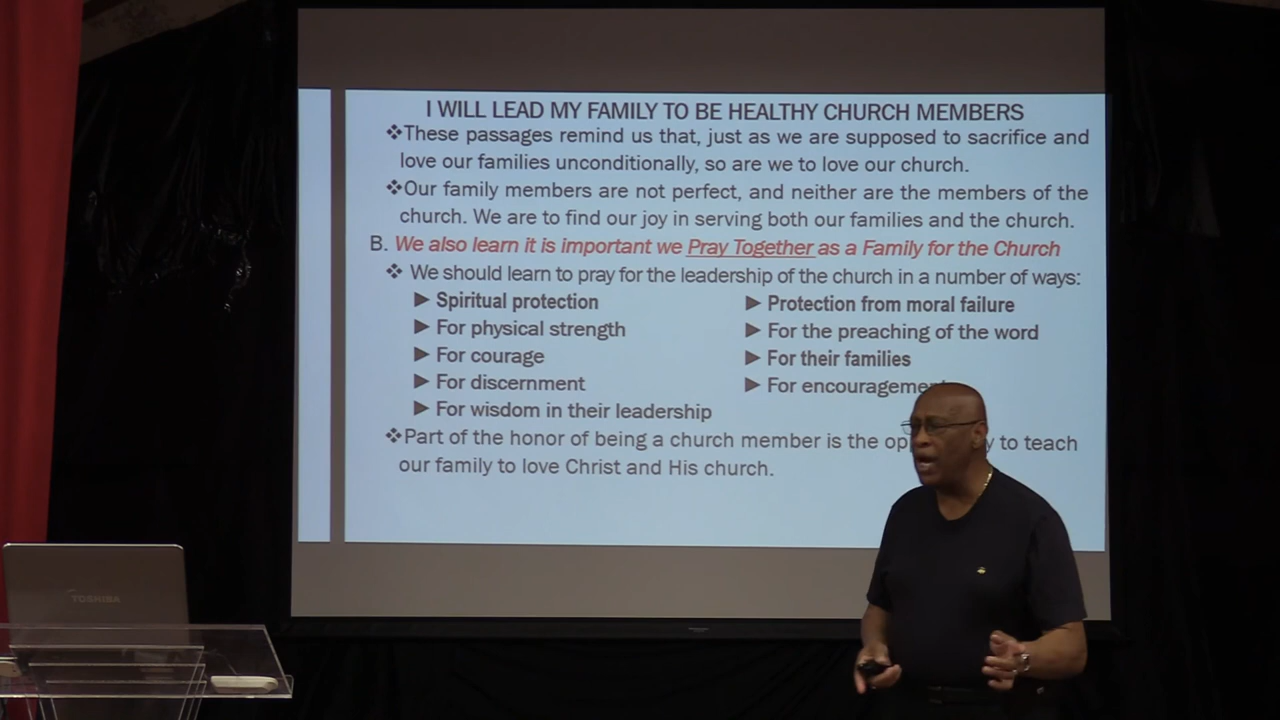 I WILL LEAD MY FAMILY TO BE HEALTHY CHURCH MEMBERS
❖These passages remind us that, just as we are supposed to sacrifice and
love our families unconditionally, so are we to love our church.
❖Our family members are not perfect, and neither are the members of the
church. We are to find our joy in serving both our families and the church.
B. We also learn it is important we Pray Together as a Family for the Church
❖ We should learn to pray for the leadership of the church in a number of ways:
► Spiritual protection
► For physical strength
► For courage
► For discernment
► For wisdom in their leadership
► Protection from moral failure
► For the preaching of the word
► For their families
► For encouragemen
❖Part of the honor of being a church member is the op y to teach
our family to love Christ and His church.
TOSHIBA